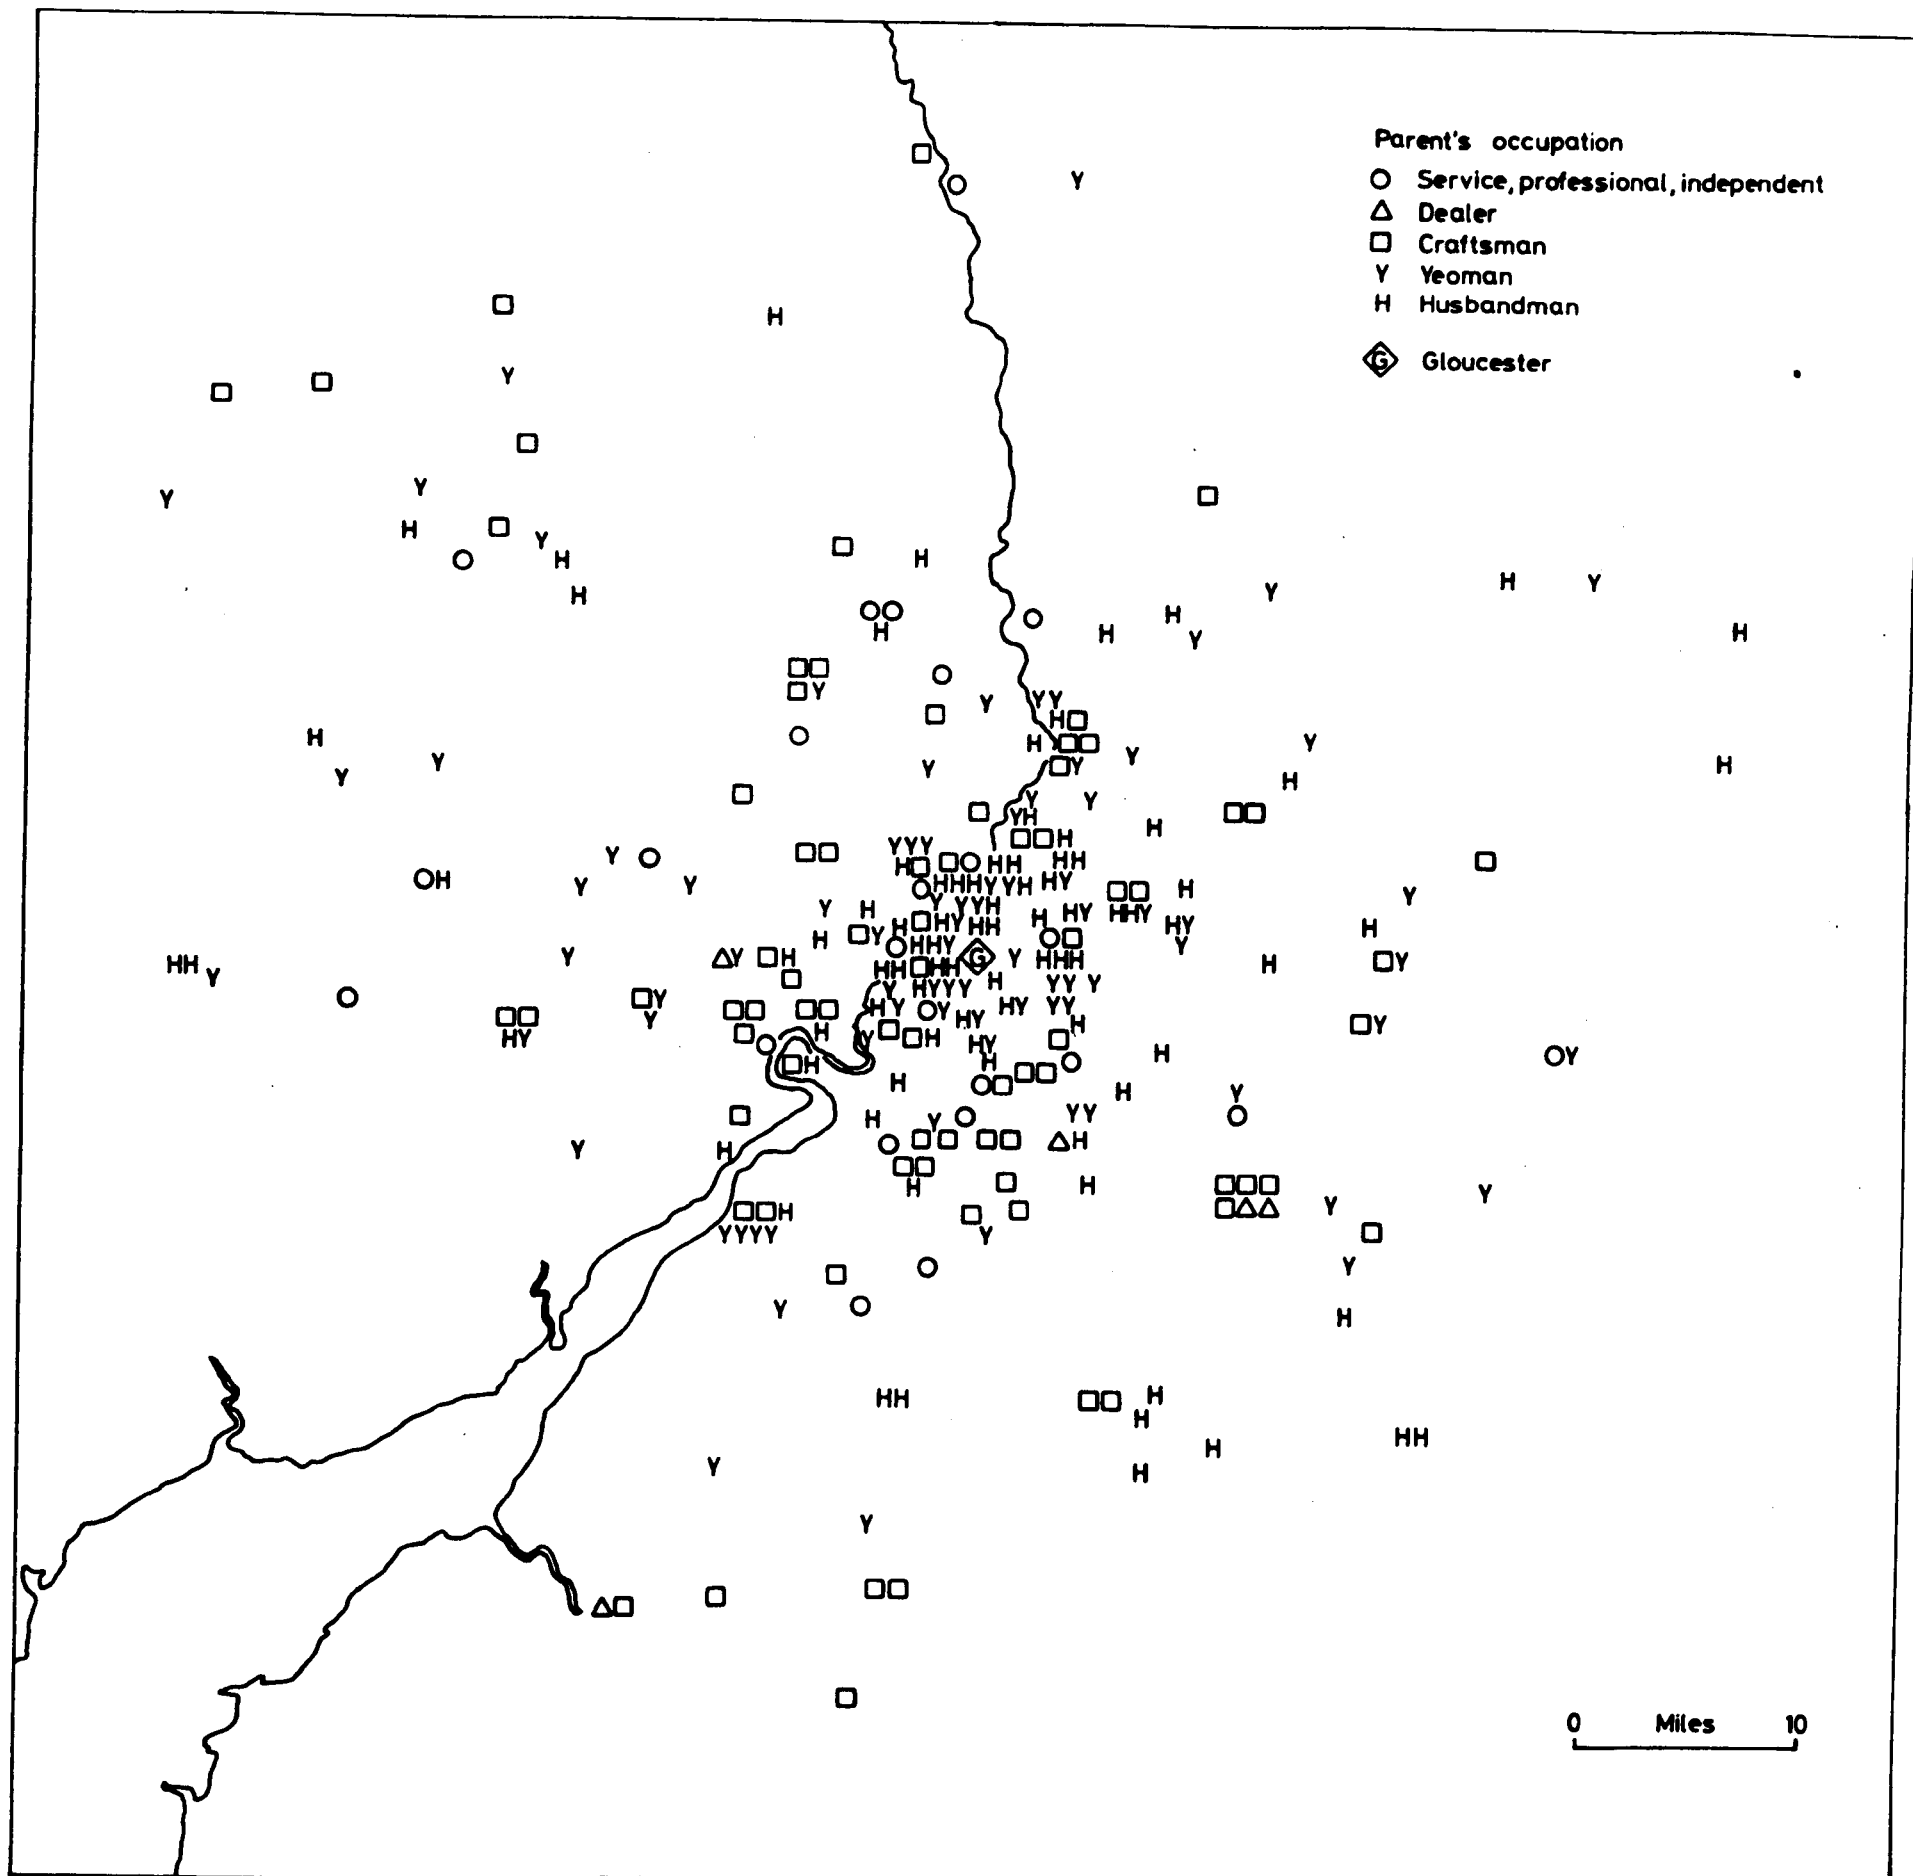 Parent's occupation
Service, professional, independent
Dealer
Craftsman
Y Yeoman
H Husbandman
G Gloucester
G
0 Miles 10